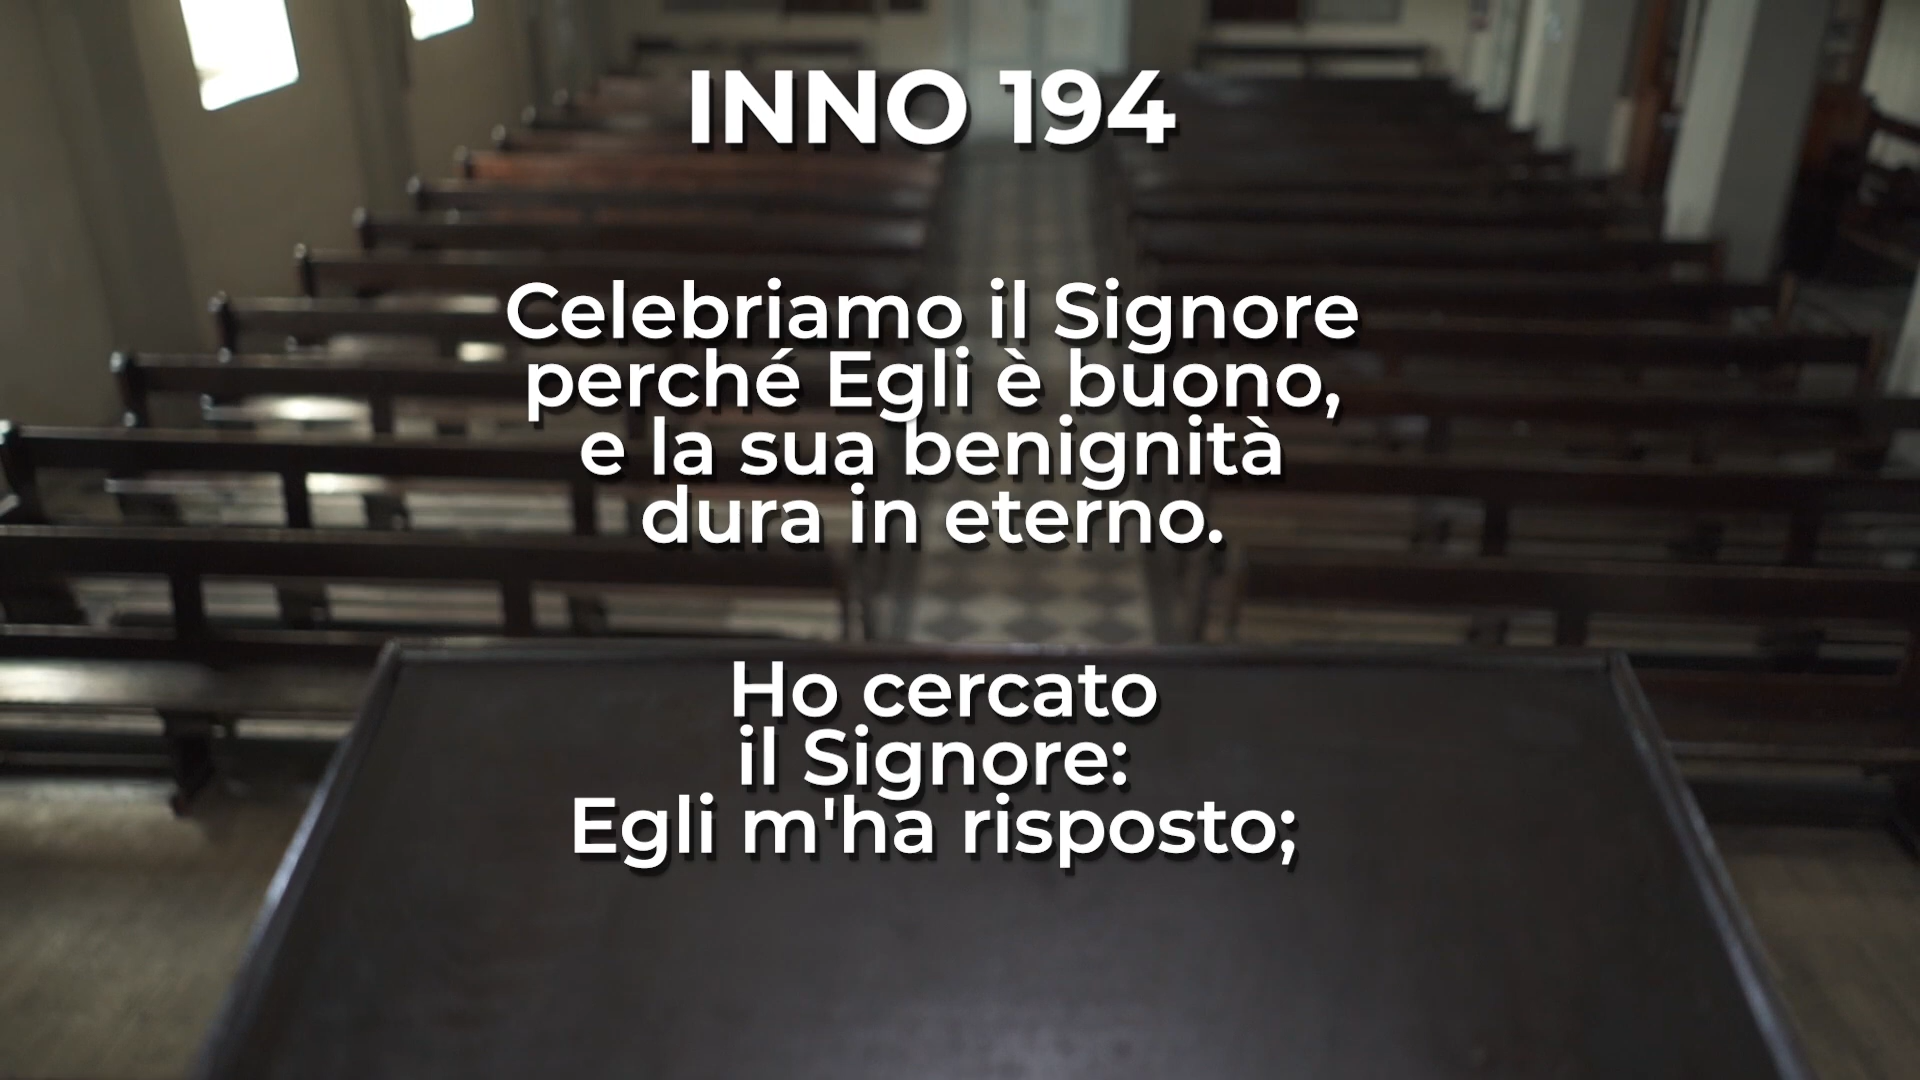 INNO 194
Celebriamo il Signore
perché Egli è buono,
e la sua benignità
dura in eterno.
Ho cercato
il Signore:
Egli m'ha risposto;